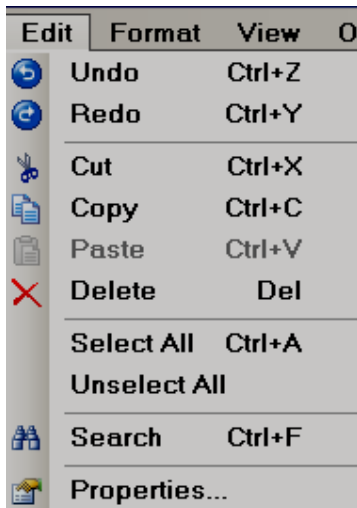 Edit Format View O
Undo Ctrl+Z
Redo Ctrl+Y
Cut Ctrl+X
Copy Ctrl+C
Paste Ctrl+V
Delete Del
Select All Ctrl+A
Unselect All
Search Ctrl+F
Properties...